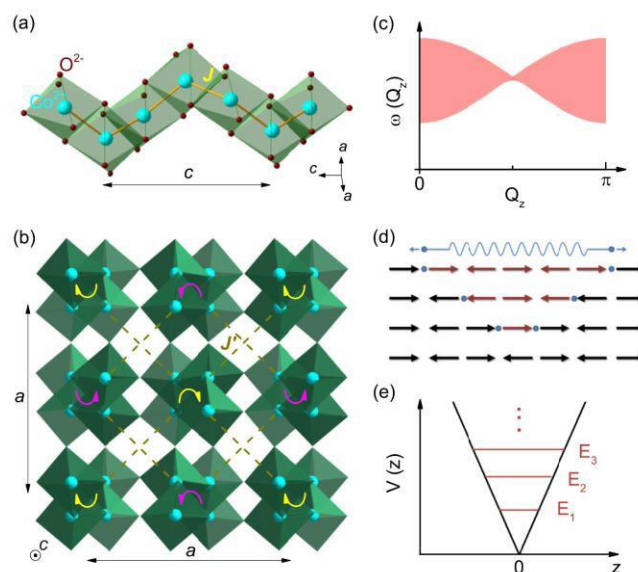 (a)
O2-
Co2+
J
c
a
c
a
(b)
a
J'
c
a
(c)
ω (Qz)
0
π
Qz
(d)
(e)
V (z)
E3
E2
E1
0
z